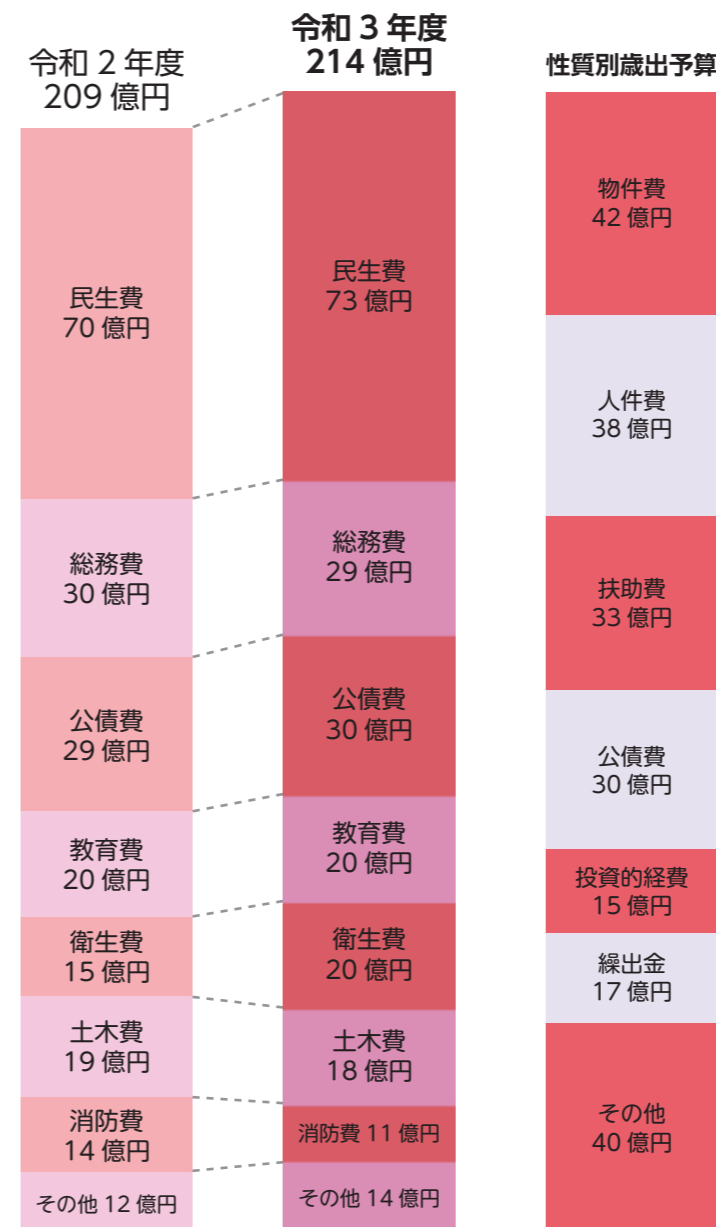 令和 2 年度
209 億円
民生費
70 億円
総務費
30 億円
公債費
29 億円
教育費
20 億円
衛生費
15 億円
土木費
19 億円
消防費
14 億円
その他 12 億円
令和 3 年度
214 億円
民生費
73 億円
総務費
29 億円
公債費
30 億円
教育費
20 億円
衛生費
20 億円
土木費
18 億円
消防費 11 億円
その他 14 億円
性質別歳出予算
物件費
42 億円
人件費
38 億円
扶助費
33 億円
公債費
30 億円
投資的経費
15 億円
繰出金
17 億円
その他
40 億円